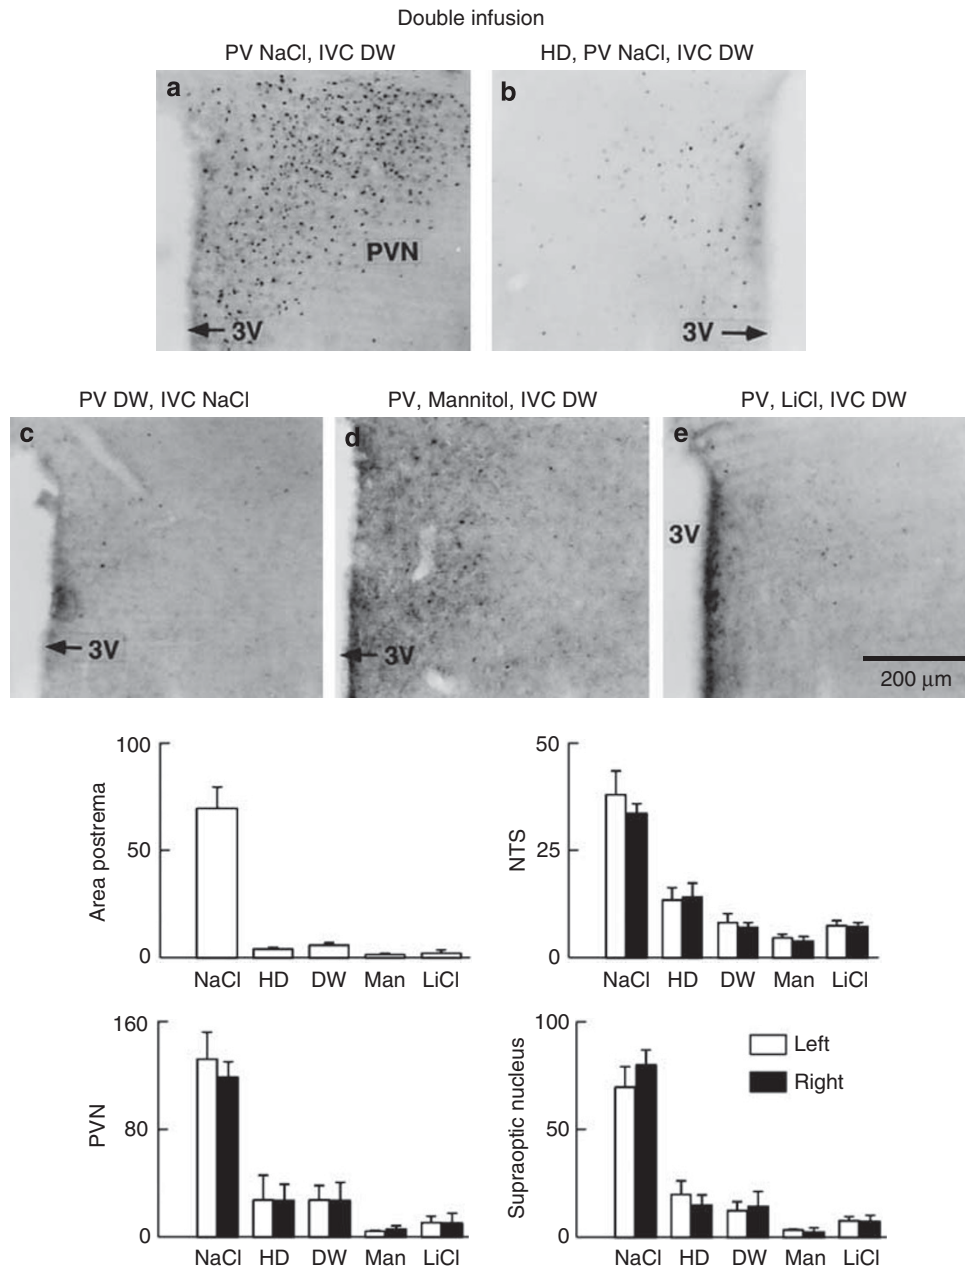 Double infusion
PV NaCl, IVC DW
HD, PV NaCl, IVC DW
a
b
PVN
3V
3V
PV DW, IVC NaCl
PV, Mannitol, IVC DW
PV, LiCl, IVC DW
c
d
e
3V
3V
3V
200 μm
100
50
0
Area postrema
NaCl HD DW Man LiCl
50
25
0
NTS
NaCl HD DW Man LiCl
160
80
0
PVN
NaCl HD DW Man LiCl
100
50
0
Supraoptic nucleus
Left
Right
NaCl HD DW Man LiCl